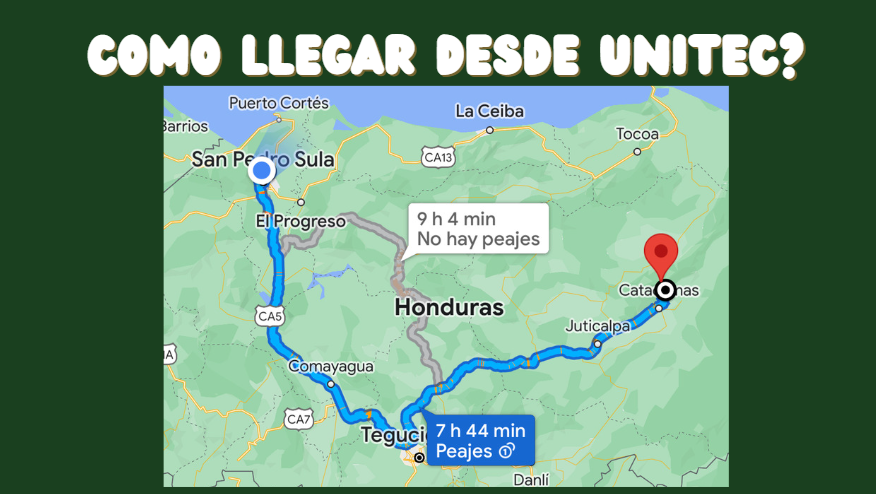 COMO LLEGAR DESDE UNITEC?
Puerto Cortés
La Ceiba
Barrios
Tocoa
San Pedro Sula
CA13
El Progreso
9 h 4 min
No hay peajes
Honduras
CA5
Juticalpa
Comayagua
CA7
7 h 44 min
Peajes
Danlí